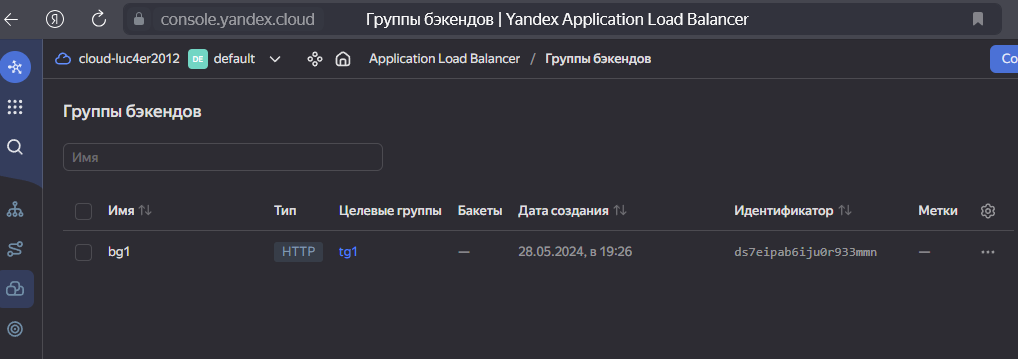 console.yandex.cloud Группы бэкендов | Yandex Application Load Balancer
cloud-luc4er2012 DE default Application Load Balancer / Группы бэкендов Co
Группы бэкендов
Имя
Имя Тип Целевые группы Бакеты Дата создания Идентификатор Метки
bg1 HTTP tg1 — 28.05.2024, в 19:26 ds7eipab6iju0r933mmn —